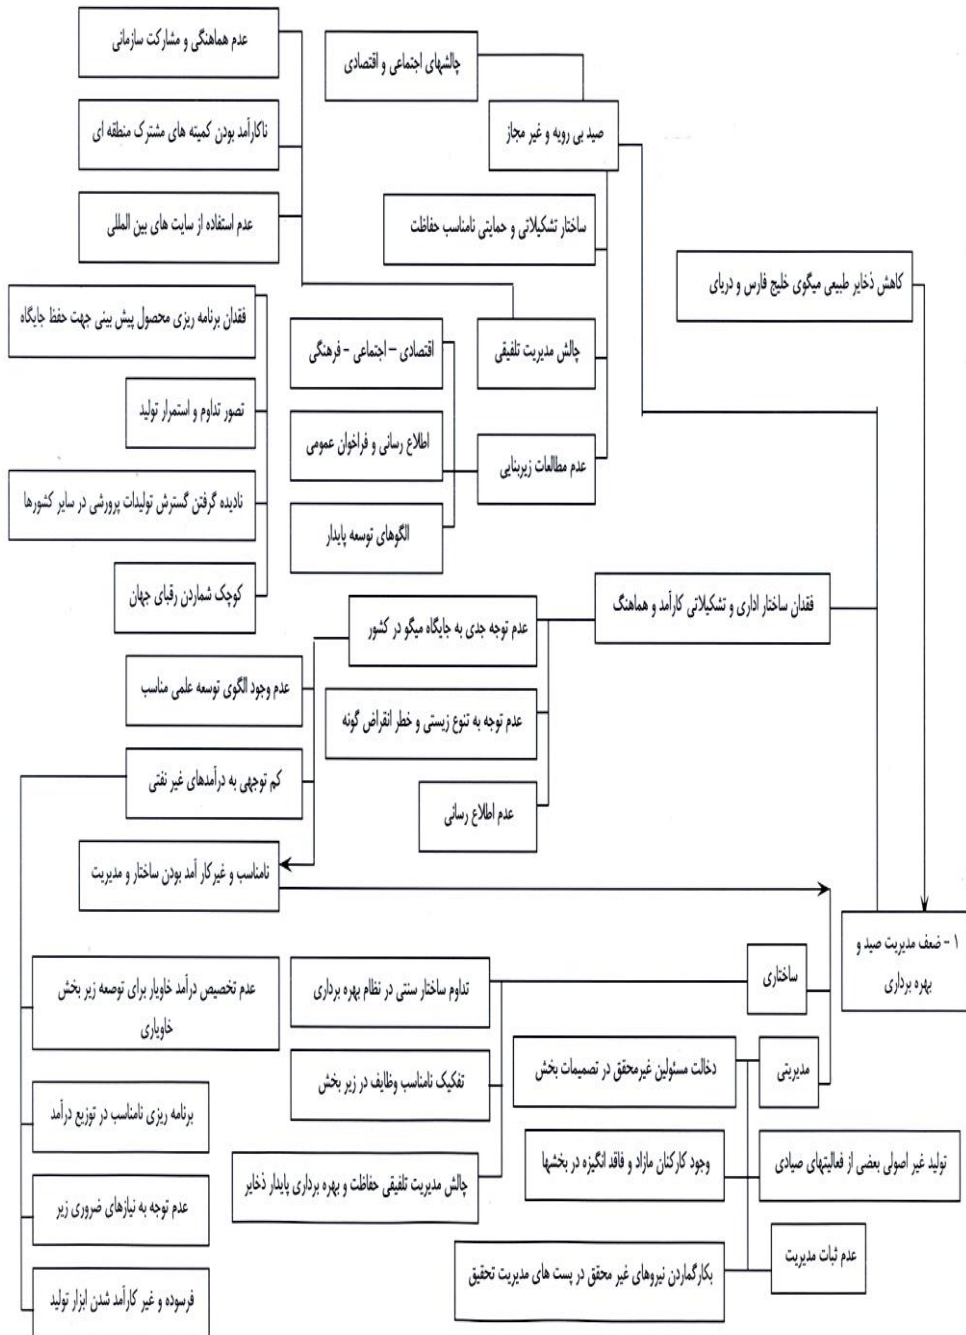 عدم هماهنگی و مشارکت سازمانی
چالشهای اجتماعی و اقتصادی
ناکارآمد بودن کمیته های مشترک منطقه ای
صید بی رویه و غیر مجاز
عدم استفاده از سایت های بین المللی
ساختار تشکیلاتی و حمایتی نامناسب حفاظت
کاهش ذخایر طبیعی میگوی خلیج فارس و دریای
فقدان برنامه ریزی محصول پیش بینی جهت حفظ جایگاه
اقتصادی – اجتماعی – فرهنگی
چالش مدیریت تلفیقی
تصور تداوم و استمرار تولید
اطلاع رسانی و فراخوان عمومی
عدم مطالعات زیربنایی
نادیده گرفتن گسترش تولیدات پرورشی در سایر کشورها
الگوهای توسعه پایدار
کوچک شماردن رقبای جهان
فقدان ساختار اداری و تشکیلاتی کارآمد و هماهنگ
عدم توجه جدی به جایگاه میگو در کشور
عدم وجود الگوی توسعه علمی مناسب
عدم توجه به تنوع زیستی و خطر انقراض گونه
کم توجهی به درآمدهای غیر نفتی
عدم اطلاع رسانی
نامناسب و غیرکار آمد بودن ساختار و مدیریت
۱ - ضعف مدیریت صید و
بهره برداری
ساختاری
تداوم ساختار سنتی در نظام بهره برداری
عدم تخصیص درآمد خاویار برای توصعه زیر بخش
خاویاری
مدیریتی
دخالت مسئولین غیرمحقق در تصمیمات بخش
تفکیک نامناسب وظایف در زیر بخش
برنامه ریزی نامناسب در توزیع درآمد
تولید غیر اصولی بعضی از فعالیتهای صیادی
وجود کارکنان مازاد و فاقد انگیزه در بخشها
چالش مدیریت تلفیقی حفاظت و بهره برداری پایدار ذخایر
عدم توجه به نیازهای ضروری زیر
عدم ثبات مدیریت
بکارگماردن نیروهای غیر محقق در پست های مدیریت تحقیق
فرسوده و غیر کارآمد شدن ابزار تولید